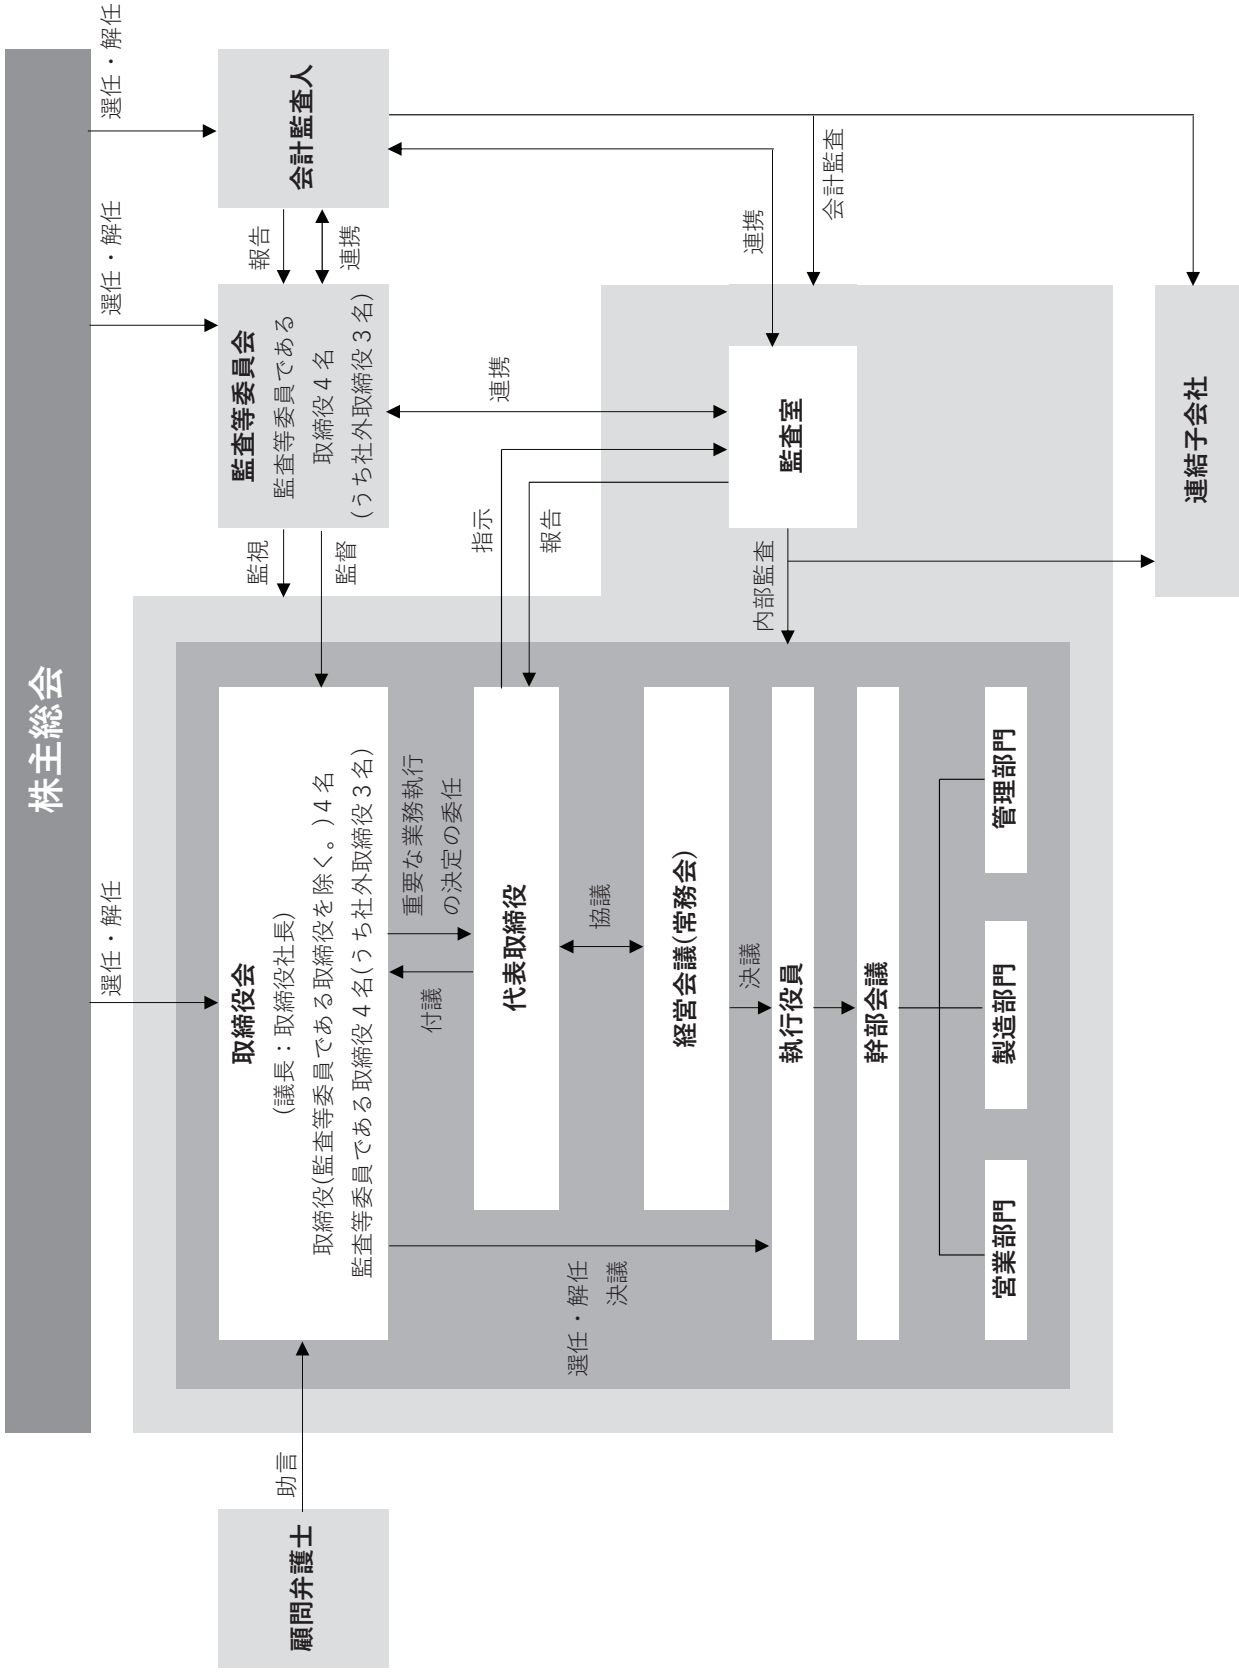 株主総会
選任・解任
選任・解任
選任・解任
顧問弁護士
助言
取締役会
(議長：取締役社長)
取締役(監査等委員である取締役を除く。)4名
監査等委員である取締役4名(うち社外取締役3名)
監視
監督
監査等委員会
監査等委員である
取締役4名
(うち社外取締役3名)
報告
連携
会計監査人
付議
重要な業務執行
の決定の委任
代表取締役
指示
報告
連携
選任・解任
決議
協議
経営会議(常務会)
決議
内部監査
監査室
連携
会計監査
執行役員
幹部会議
営業部門
製造部門
管理部門
連結子会社